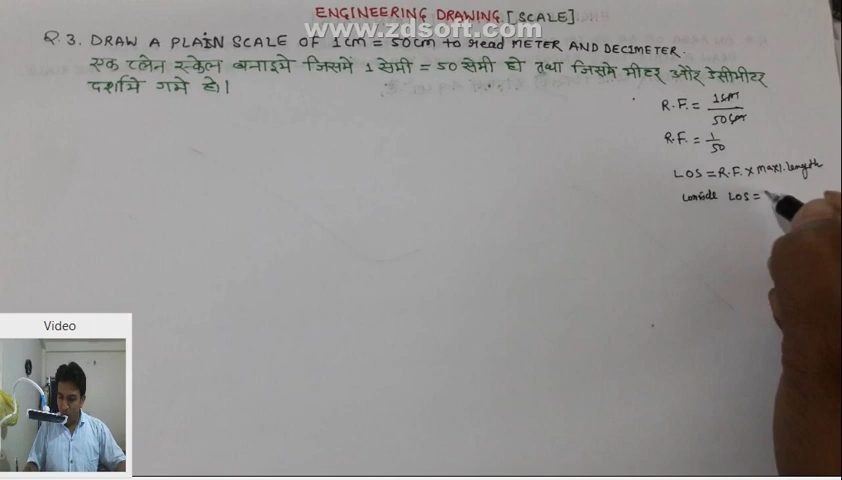 ENGINEERING DRAWING [SCALE]
www.zdsoft.com
Q.3. DRAW A PLAIN SCALE OF 1cm = 50cm to read METER AND DECIMETER.
एक प्लेन स्केल बनाइये जिसमें 1 सेमी = 50 सेमी हो तथा जिसमे मीटर और डेसीमीटर
दर्शाये गये हो।
R.F. = 1cm / 50cm
R.F. = 1/50
LOS = R.F. x Max. length
LOS =
Video